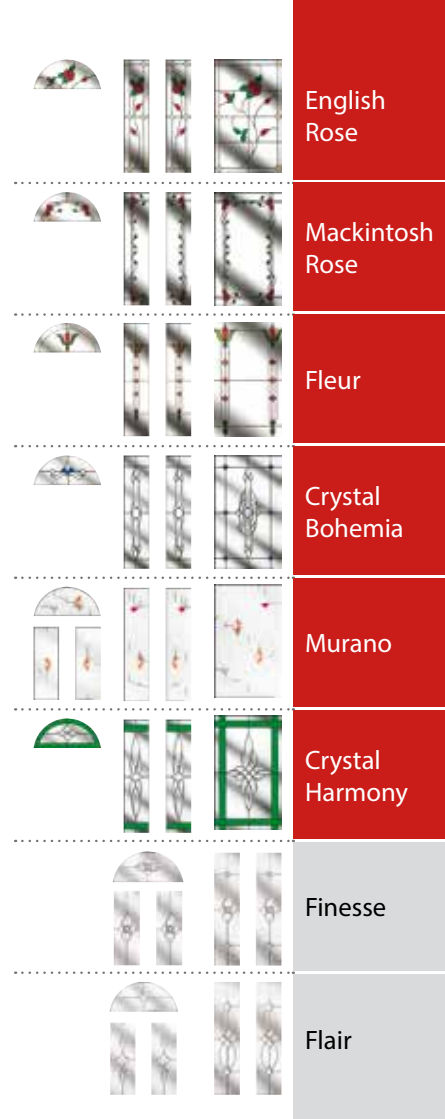 English
Rose
Mackintosh
Rose
Fleur
Crystal
Bohemia
Murano
Crystal
Harmony
Finesse
Flair